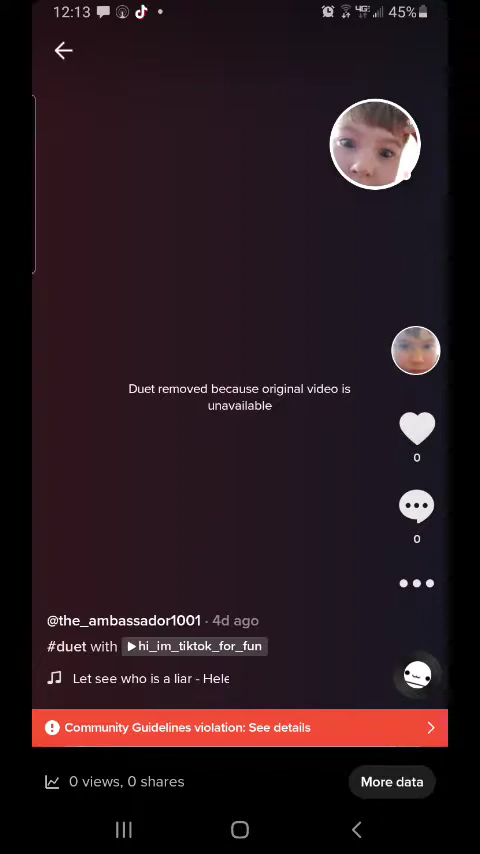 12:13
4G
45%
Duet removed because original video is
unavailable
0
0
@the_ambassador1001 · 4d ago
#duet with hi_im_tiktok_for_fun
Let see who is a liar - Hele
Community Guidelines violation: See details
0 views, 0 shares
More data